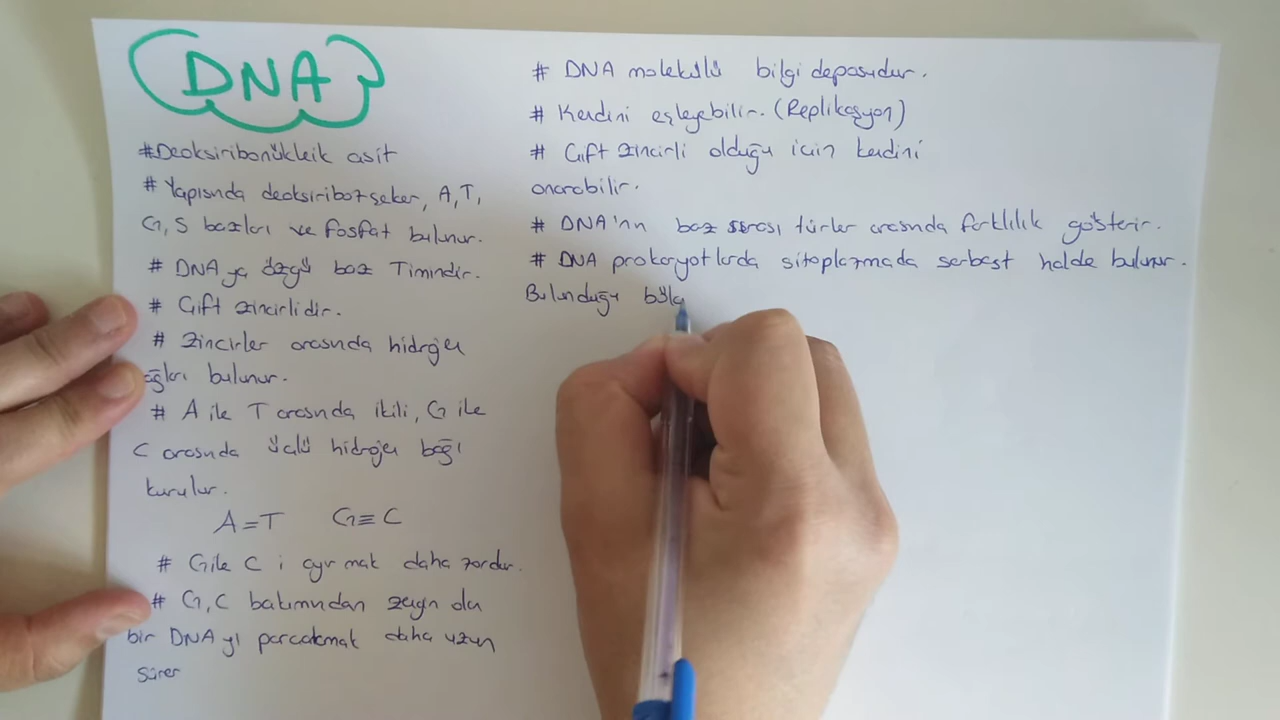 DNA
#Deoksiribonükleik asit
# Yapısında deoksiriboz şeker, A,T,
G,S bazları ve fosfat bulunur.
# DNA ya özgü baz Timindir.
# Çift zincirlidir.
# Zincirler arasında hidrojen
ağları bulunur.
# A ile T arasında ikili, G ile
C arasında üçlü hidrojen bağı
kurulur.
A=T G≡C
# G ile C i ayırmak daha zordur.
# G,C bakımından zengin olan
bir DNA yı parçalamak daha uzun
sürer
# DNA molekülü bilgi deposudur.
# Kendini eşleyebilir. (Replikasyon)
# Çift zincirli olduğu için kendini
onarabilir.
# DNA'nın baz sırası türler arasında farklılık gösterir.
# DNA prokaryotlarda sitoplazmada serbest halde bulunur.
Bulunduğu böl